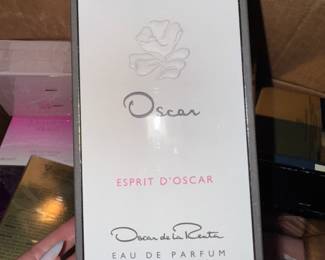 Oscar
ESPRIT D'OSCAR
Oscar de la Renta
EAU DE PARFUM